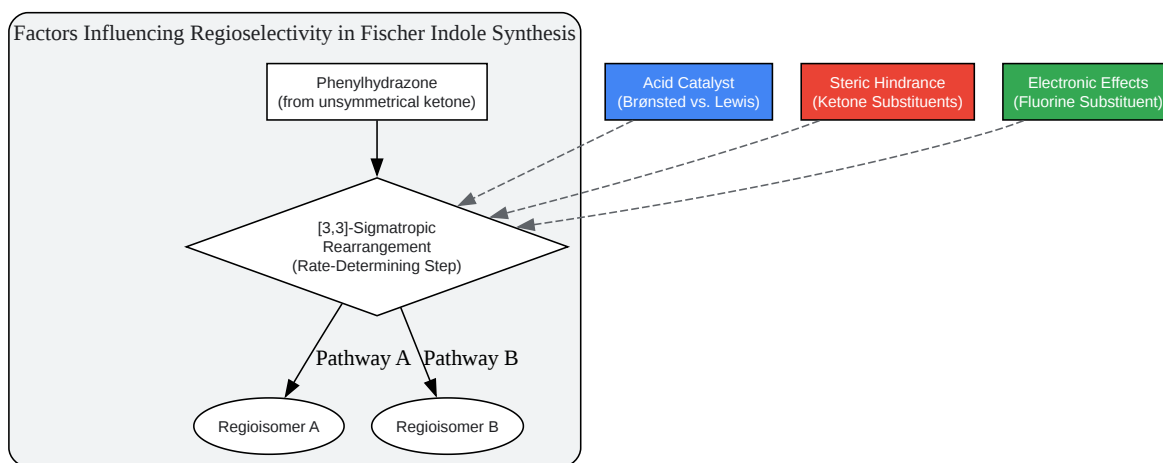 Factors Influencing Regioselectivity in Fischer Indole Synthesis
Phenylhydrazone
(from unsymmetrical ketone)
Acid Catalyst
(Brønsted vs. Lewis)
Steric Hindrance
(Ketone Substituents)
Electronic Effects
(Fluorine Substituent)
[3,3]-Sigmatropic
Rearrangement
(Rate-Determining Step)
Pathway A
Pathway B
Regioisomer A
Regioisomer B